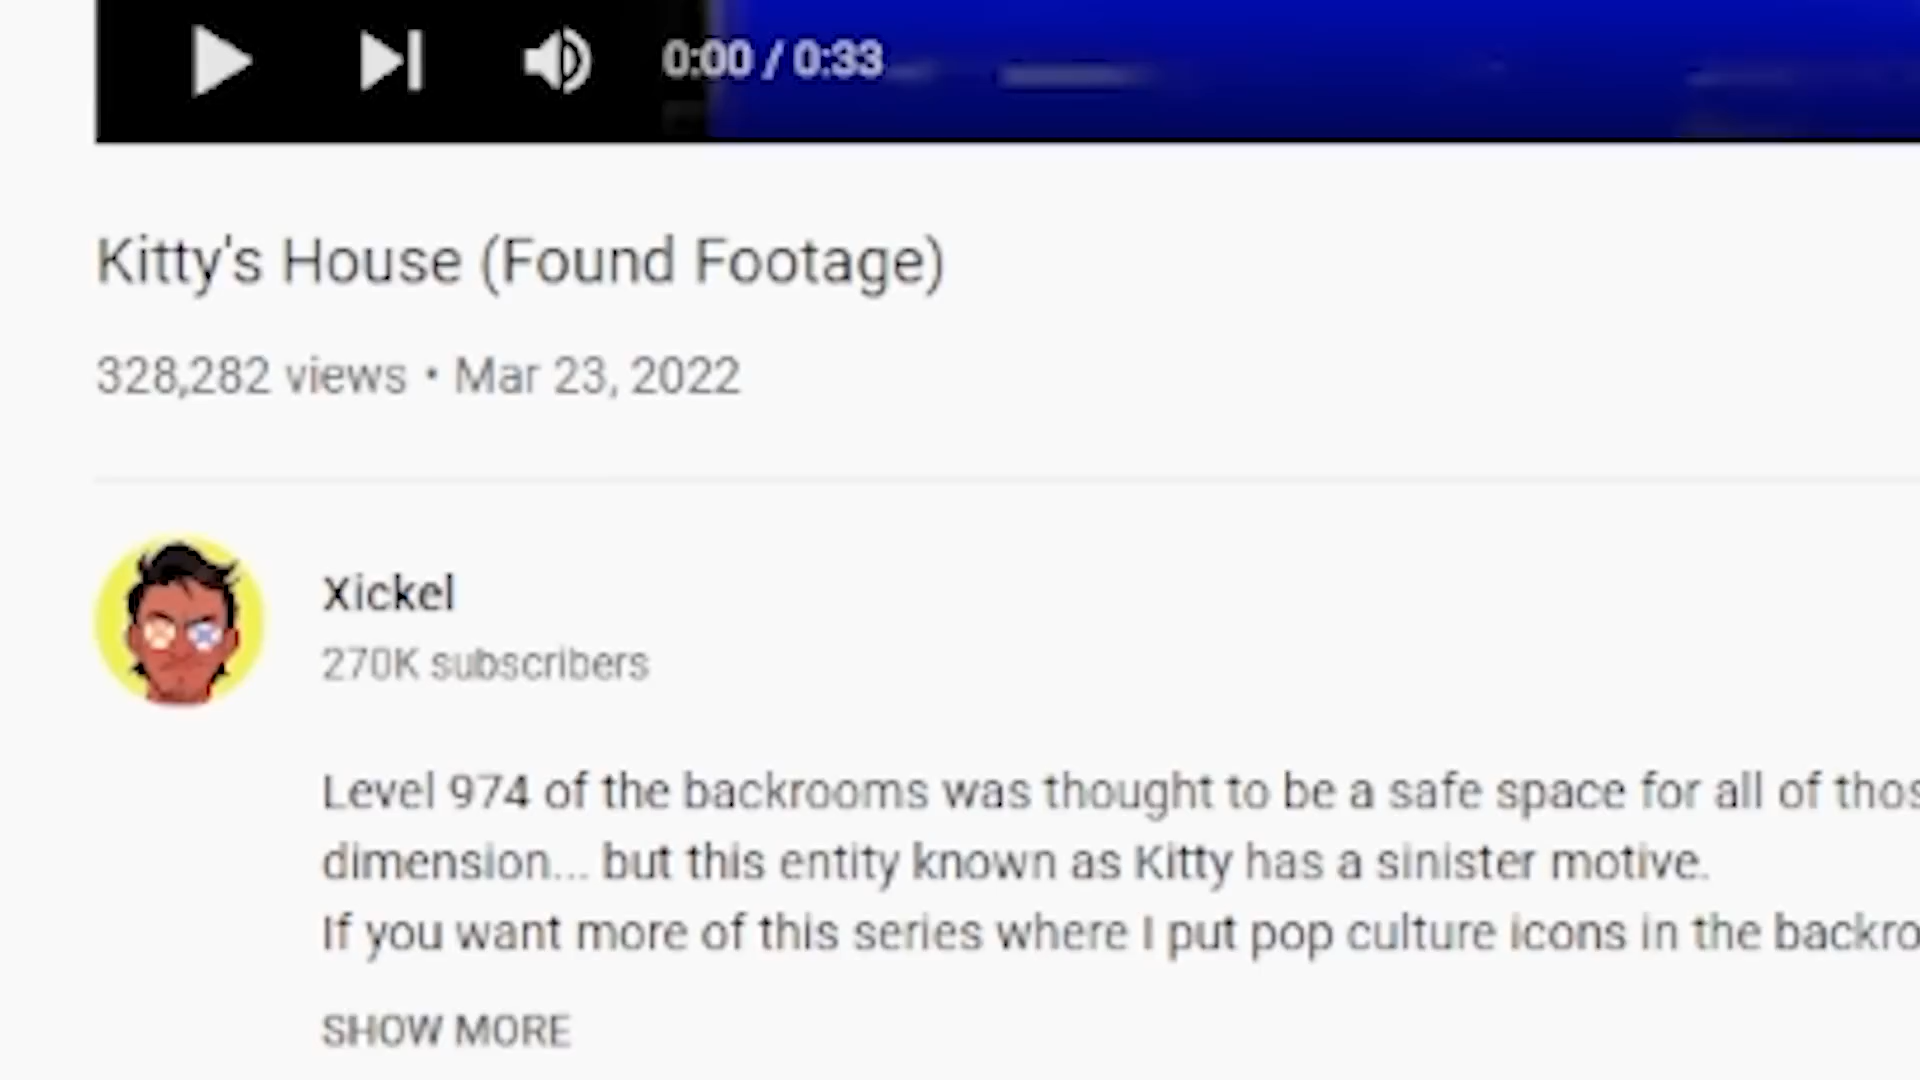 0:00 / 0:33
Kitty's House (Found Footage)
328,282 views • Mar 23, 2022
Xickel
270K subscribers
Level 974 of the backrooms was thought to be a safe space for all of thos
dimension... but this entity known as Kitty has a sinister motive.
If you want more of this series where I put pop culture icons in the backro
SHOW MORE